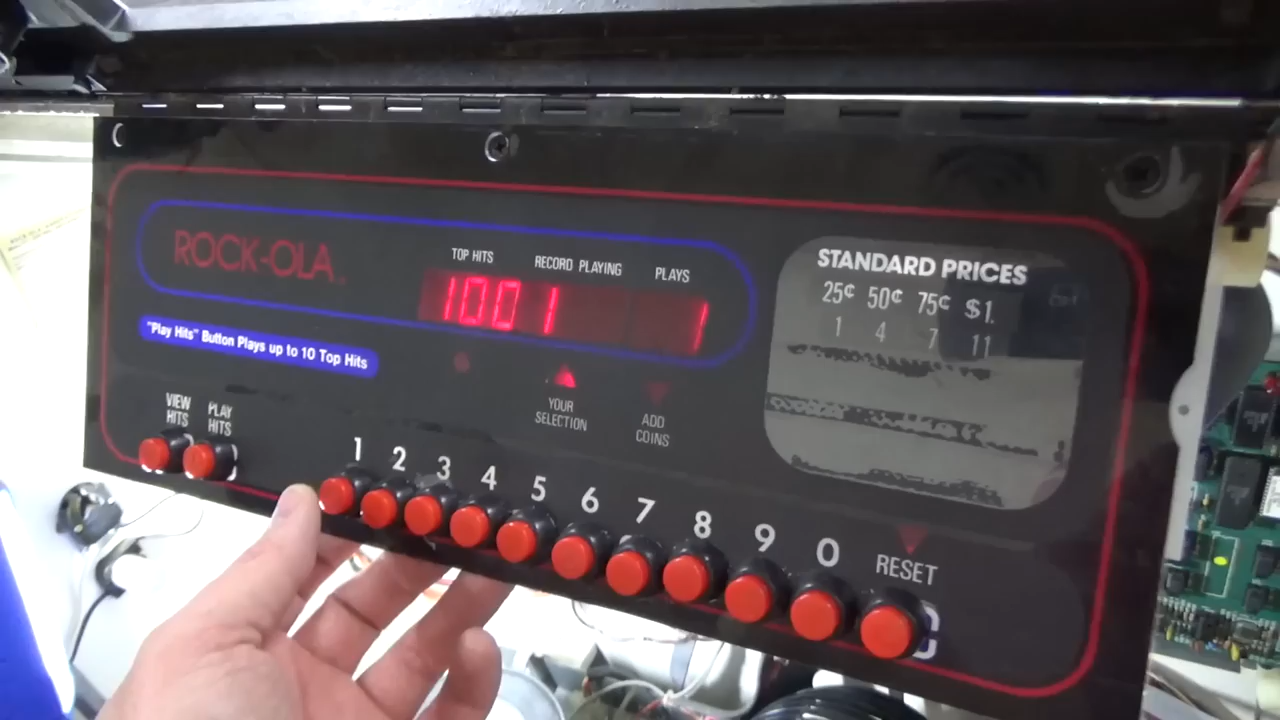 ROCK-OLA
TOP HITS
RECORD PLAYING
PLAYS
1001
1
"Play Hits" Button Plays up to 10 Top Hits
YOUR
SELECTION
ADD
COINS
STANDARD PRICES
25¢ 50¢ 75¢ $1.
1 4 7 11
VIEW
HITS
PLAY
HITS
1 2 3 4 5 6 7 8 9 0
RESET